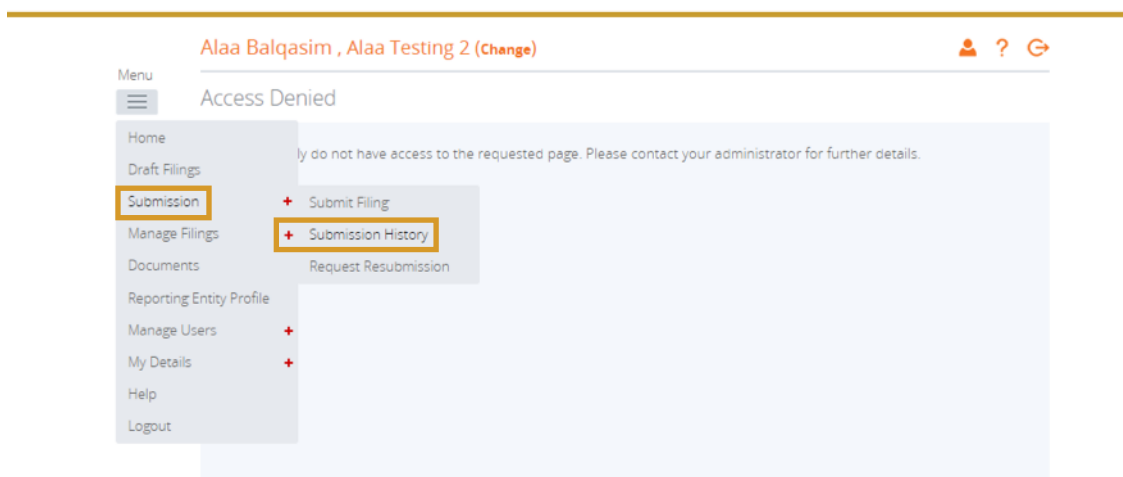 Alaa Balqasim , Alaa Testing 2 (Change)
?
Menu
Access Denied
Home
ly do not have access to the requested page. Please contact your administrator for further details.
Draft Filings
Submission +
Submit Filing
Manage Filings +
Submission History
Documents
Request Resubmission
Reporting Entity Profile
Manage Users +
My Details +
Help
Logout